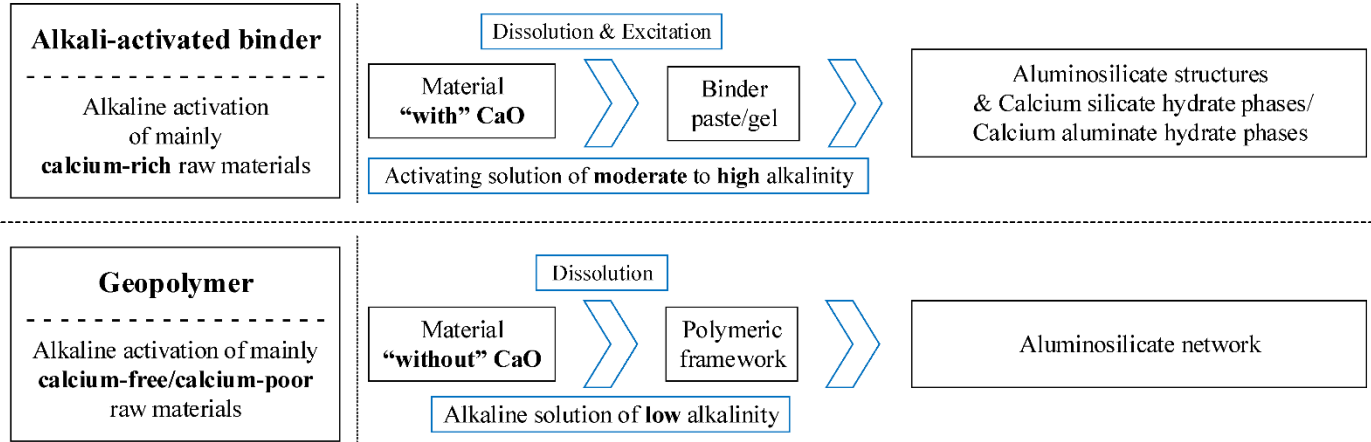 Alkali-activated binder
Alkaline activation
of mainly
calcium-rich raw materials
Dissolution & Excitation
Material
“with” CaO
Binder
paste/gel
Activating solution of moderate to high alkalinity
Aluminosilicate structures
& Calcium silicate hydrate phases/
Calcium aluminate hydrate phases
Geopolymer
Alkaline activation of mainly
calcium-free/calcium-poor
raw materials
Dissolution
Material
“without” CaO
Polymeric
framework
Alkaline solution of low alkalinity
Aluminosilicate network